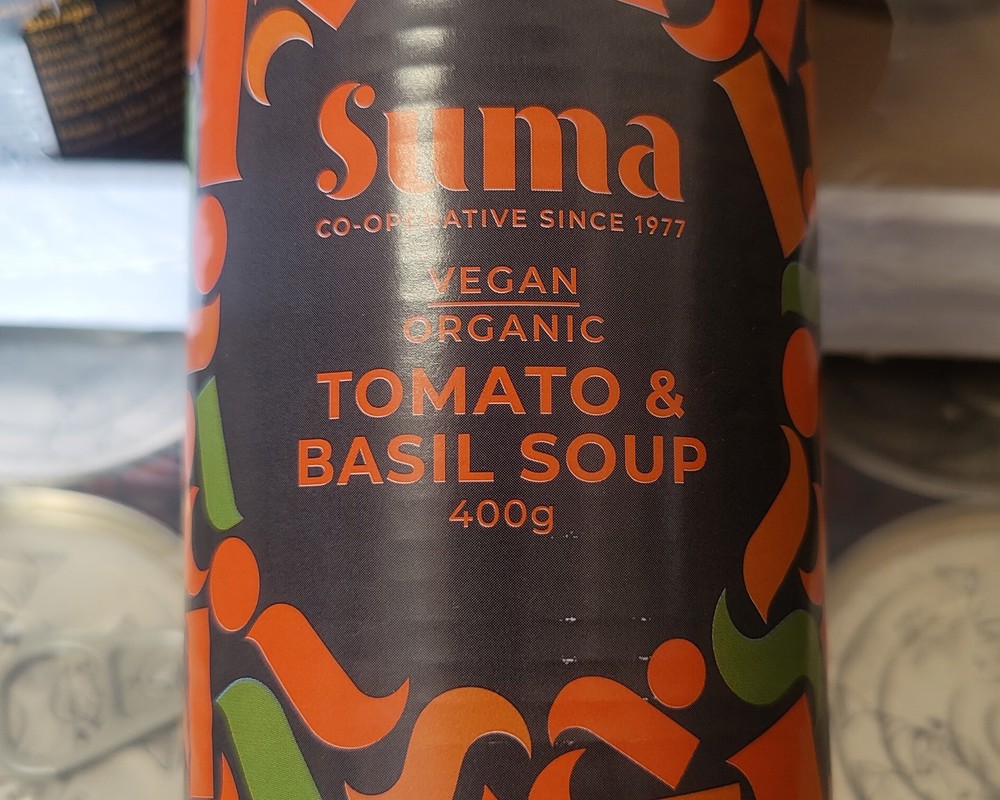 Suma
CO-OPERATIVE SINCE 1977
VEGAN
ORGANIC
TOMATO &
BASIL SOUP
400g